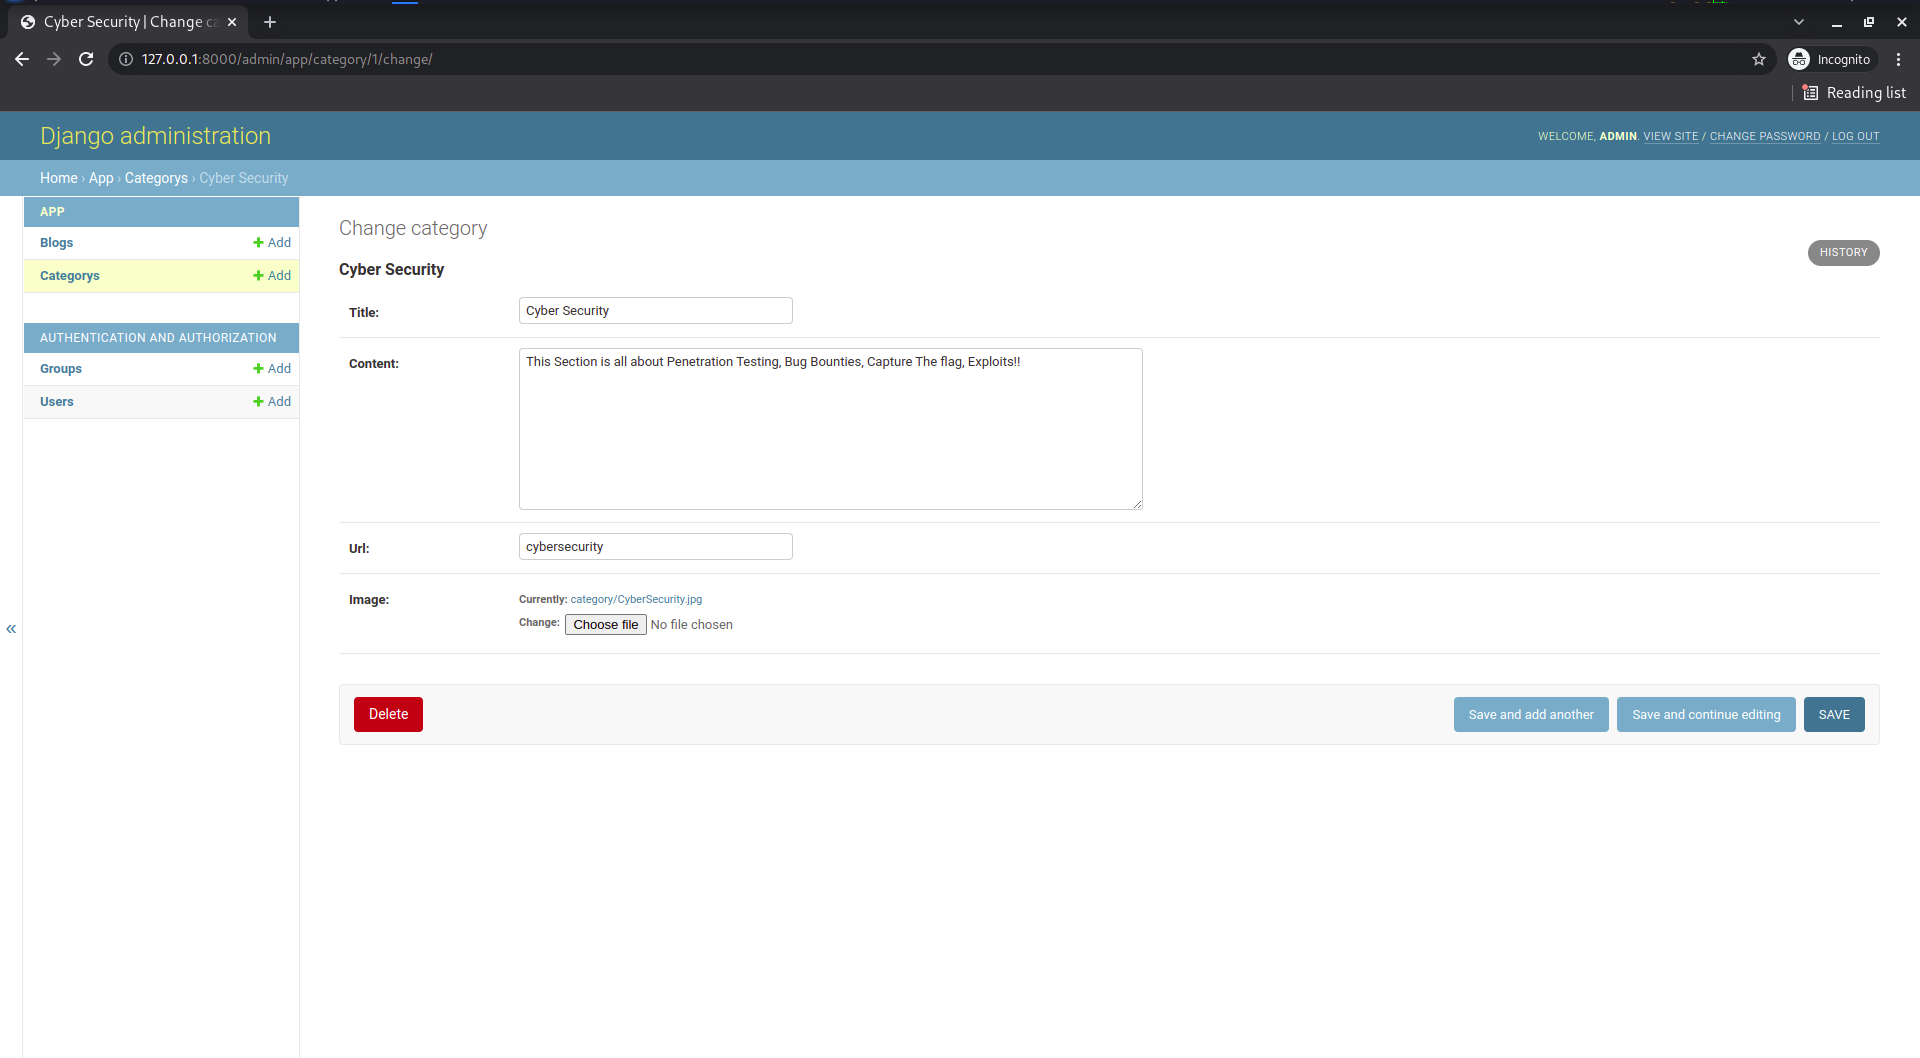 Cyber Security | Change ca
127.0.0.1:8000/admin/app/category/1/change/
Incognito
Reading list
Django administration
WELCOME, ADMIN. VIEW SITE / CHANGE PASSWORD / LOG OUT
Home › App › Categorys › Cyber Security
APP
Blogs + Add
Categorys + Add
AUTHENTICATION AND AUTHORIZATION
Groups + Add
Users + Add
«
Change category
HISTORY
Cyber Security
Title: Cyber Security
Content: This Section is all about Penetration Testing, Bug Bounties, Capture The flag, Exploits!!
Url: cybersecurity
Image: Currently: category/CyberSecurity.jpg
Change: Choose file No file chosen
Delete Save and add another Save and continue editing SAVE